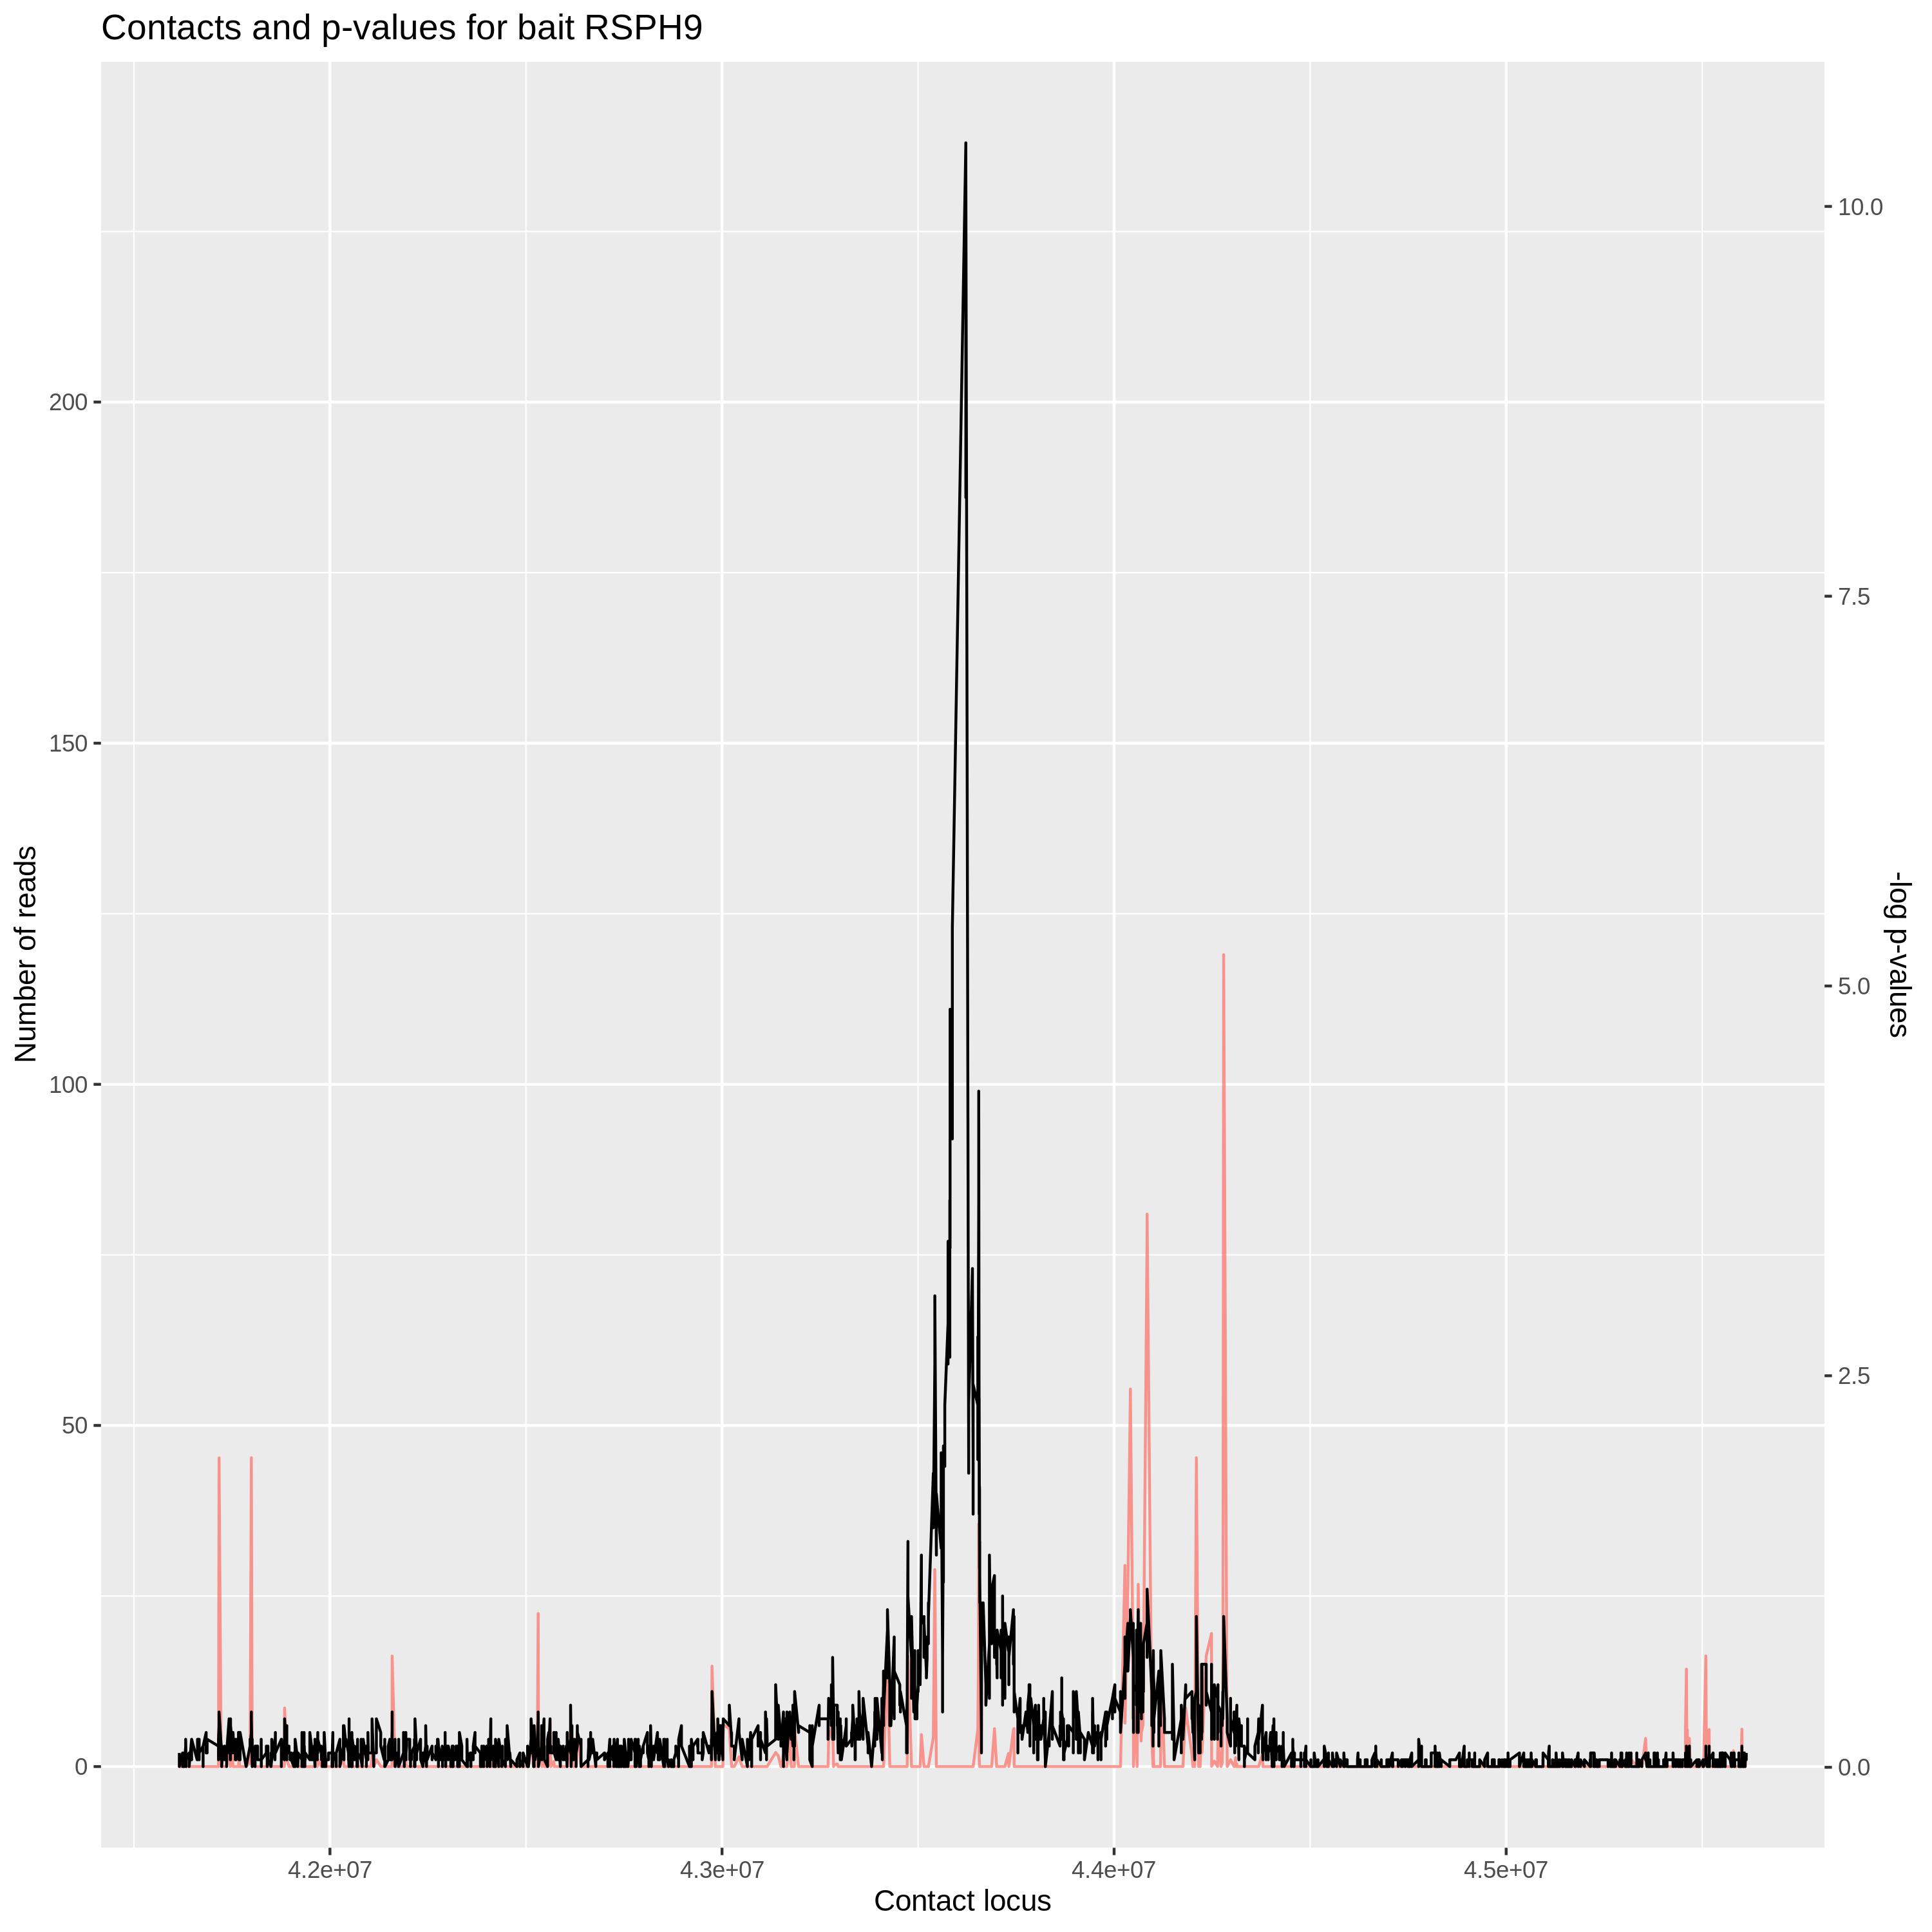 Contacts and p-values for bait RSPH9
Number of reads
200
150
100
50
0
10.0
7.5
5.0
2.5
0.0
-log p-values
4.2e+07
4.3e+07
4.4e+07
4.5e+07
Contact locus